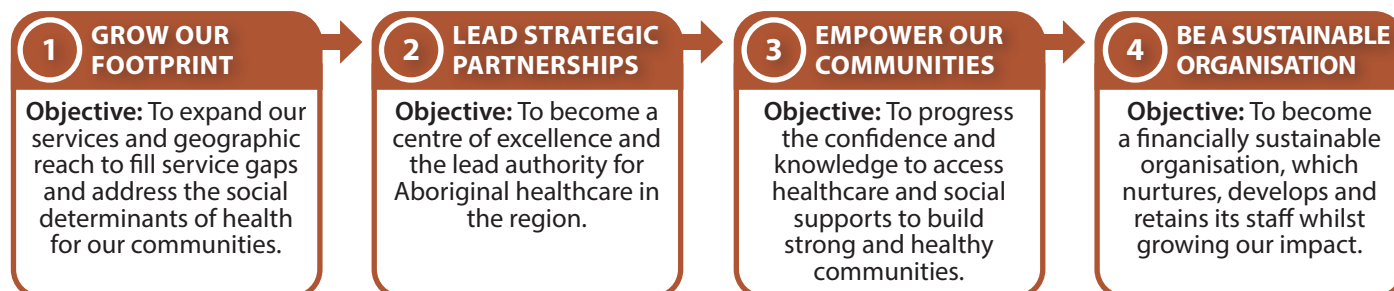 1
GROW OUR
FOOTPRINT
Objective: To expand our
services and geographic
reach to fill service gaps
and address the social
determinants of health
for our communities.
2
LEAD STRATEGIC
PARTNERSHIPS
Objective: To become a
centre of excellence and
the lead authority for
Aboriginal healthcare in
the region.
3
EMPOWER OUR
COMMUNITIES
Objective: To progress
the confidence and
knowledge to access
healthcare and social
supports to build
strong and healthy
communities.
4
BE A SUSTAINABLE
ORGANISATION
Objective: To become
a financially sustainable
organisation, which
nurtures, develops and
retains its staff whilst
growing our impact.